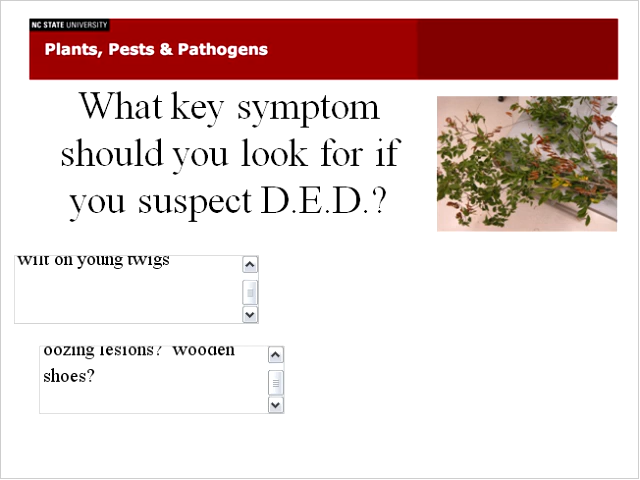 NC STATE UNIVERSITY
Plants, Pests & Pathogens
What key symptom
should you look for if
you suspect D.E.D.?
wilt on young twigs
oozing lesions? wooden
shoes?